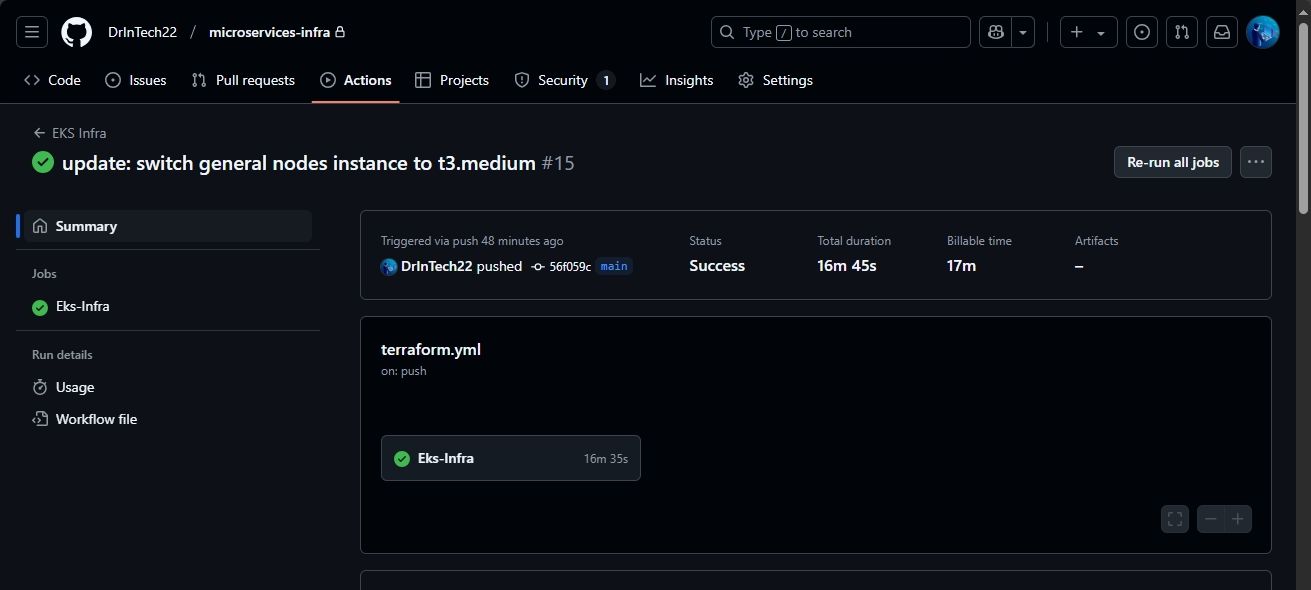 DrInTech22 / microservices-infra
Type / to search
Code Issues Pull requests Actions Projects Security 1 Insights Settings
EKS Infra
update: switch general nodes instance to t3.medium #15
Re-run all jobs
Summary
Jobs
Eks-Infra
Run details
Usage
Workflow file
Triggered via push 48 minutes ago
DrInTech22 pushed 56f059c main
Status
Success
Total duration
16m 45s
Billable time
17m
Artifacts
–
terraform.yml
on: push
Eks-Infra 16m 35s